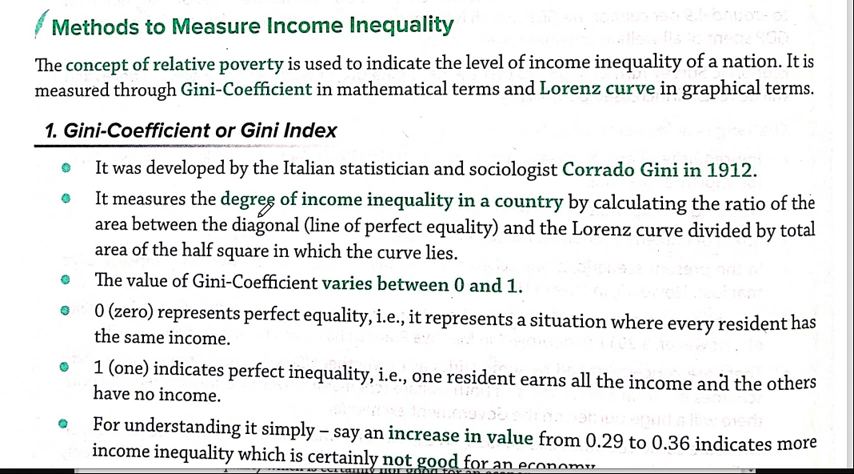 Methods to Measure Income Inequality
The concept of relative poverty is used to indicate the level of income inequality of a nation. It is
measured through Gini-Coefficient in mathematical terms and Lorenz curve in graphical terms.
1. Gini-Coefficient or Gini Index
It was developed by the Italian statistician and sociologist Corrado Gini in 1912.
It measures the degree of income inequality in a country by calculating the ratio of the
area between the diagonal (line of perfect equality) and the Lorenz curve divided by total
area of the half square in which the curve lies.
The value of Gini-Coefficient varies between 0 and 1.
0 (zero) represents perfect equality, i.e., it represents a situation where every resident has
the same income.
1 (one) indicates perfect inequality, i.e., one resident earns all the income and the others
have no income.
For understanding it simply – say an increase in value from 0.29 to 0.36 indicates more
income inequality which is certainly not good for an economy.